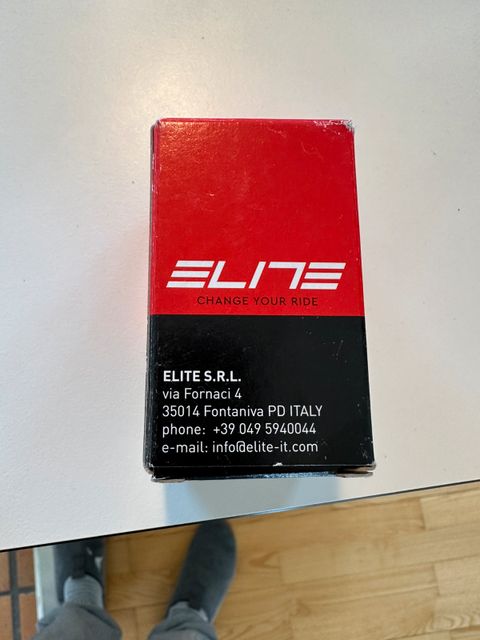 ELITE
CHANGE YOUR RIDE
ELITE S.R.L.
via Fornaci 4
35014 Fontaniva PD ITALY
phone: +39 049 5940044
e-mail: info@elite-it.com